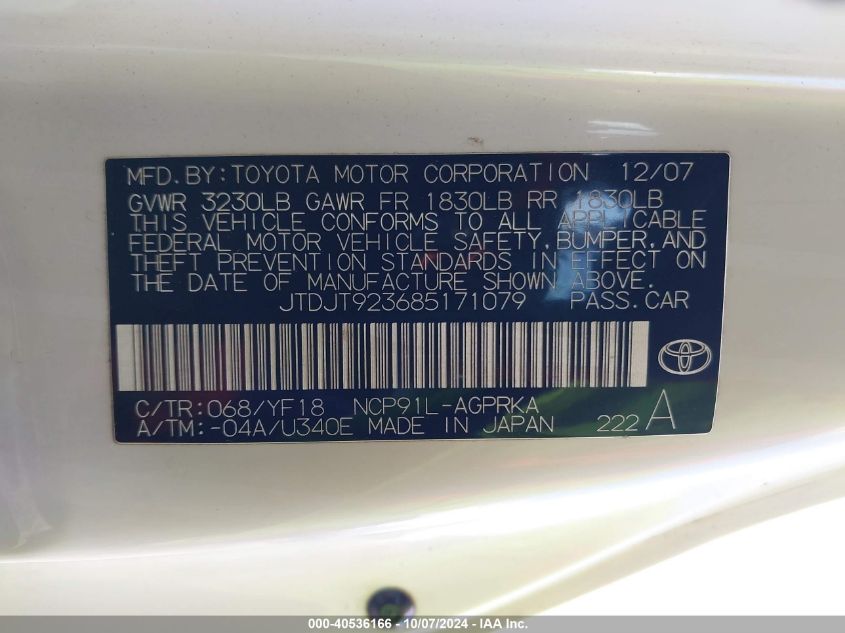 MFD.BY:TOYOTA MOTOR CORPORATION 12/07
GVWR 3230LB GAWR FR 1830LB RR 1830LB
THIS VEHICLE CONFORMS TO ALL APPLICABLE
FEDERAL MOTOR VEHICLE SAFETY, BUMPER, AND
THEFT PREVENTION STANDARDS IN EFFECT ON
THE DATE OF MANUFACTURE SHOWN ABOVE.
JTDJT923685171079 PASS.CAR
C/TR:068/YF18 NCP91L-AGPRKA
A/TM:-04A/U340E MADE IN JAPAN 222 A
000-40536166 - 10/07/2024 - IAA Inc.